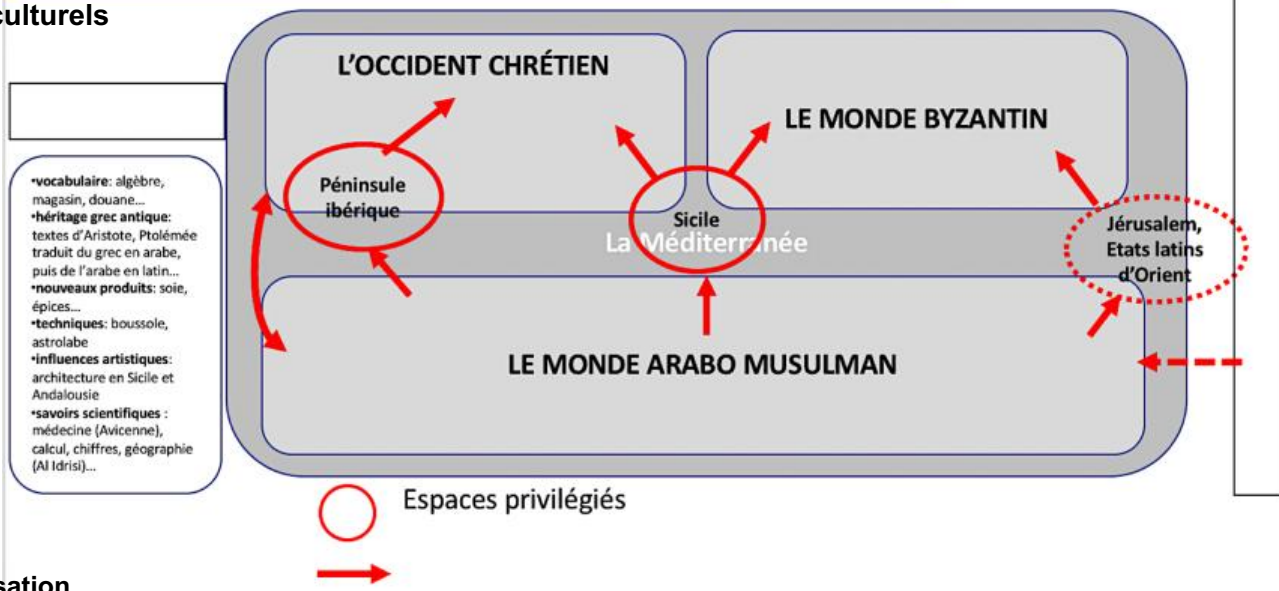 culturels
L'OCCIDENT CHRÉTIEN
LE MONDE BYZANTIN
Péninsule
ibérique
Sicile
La Méditerranée
Jérusalem,
Etats latins
d'Orient
LE MONDE ARABO MUSULMAN
•vocabulaire: algèbre,
magasin, douane...
•héritage grec antique:
textes d'Aristote, Ptolémée
traduit du grec en arabe,
puis de l'arabe en latin...
•nouveaux produits: soie,
épices...
•techniques: boussole,
astrolabe
•influences artistiques:
architecture en Sicile et
Andalousie
•savoirs scientifiques :
médecine (Avicenne),
calcul, chiffres, géographie
(Al Idrisi)...
Espaces privilégiés
sation